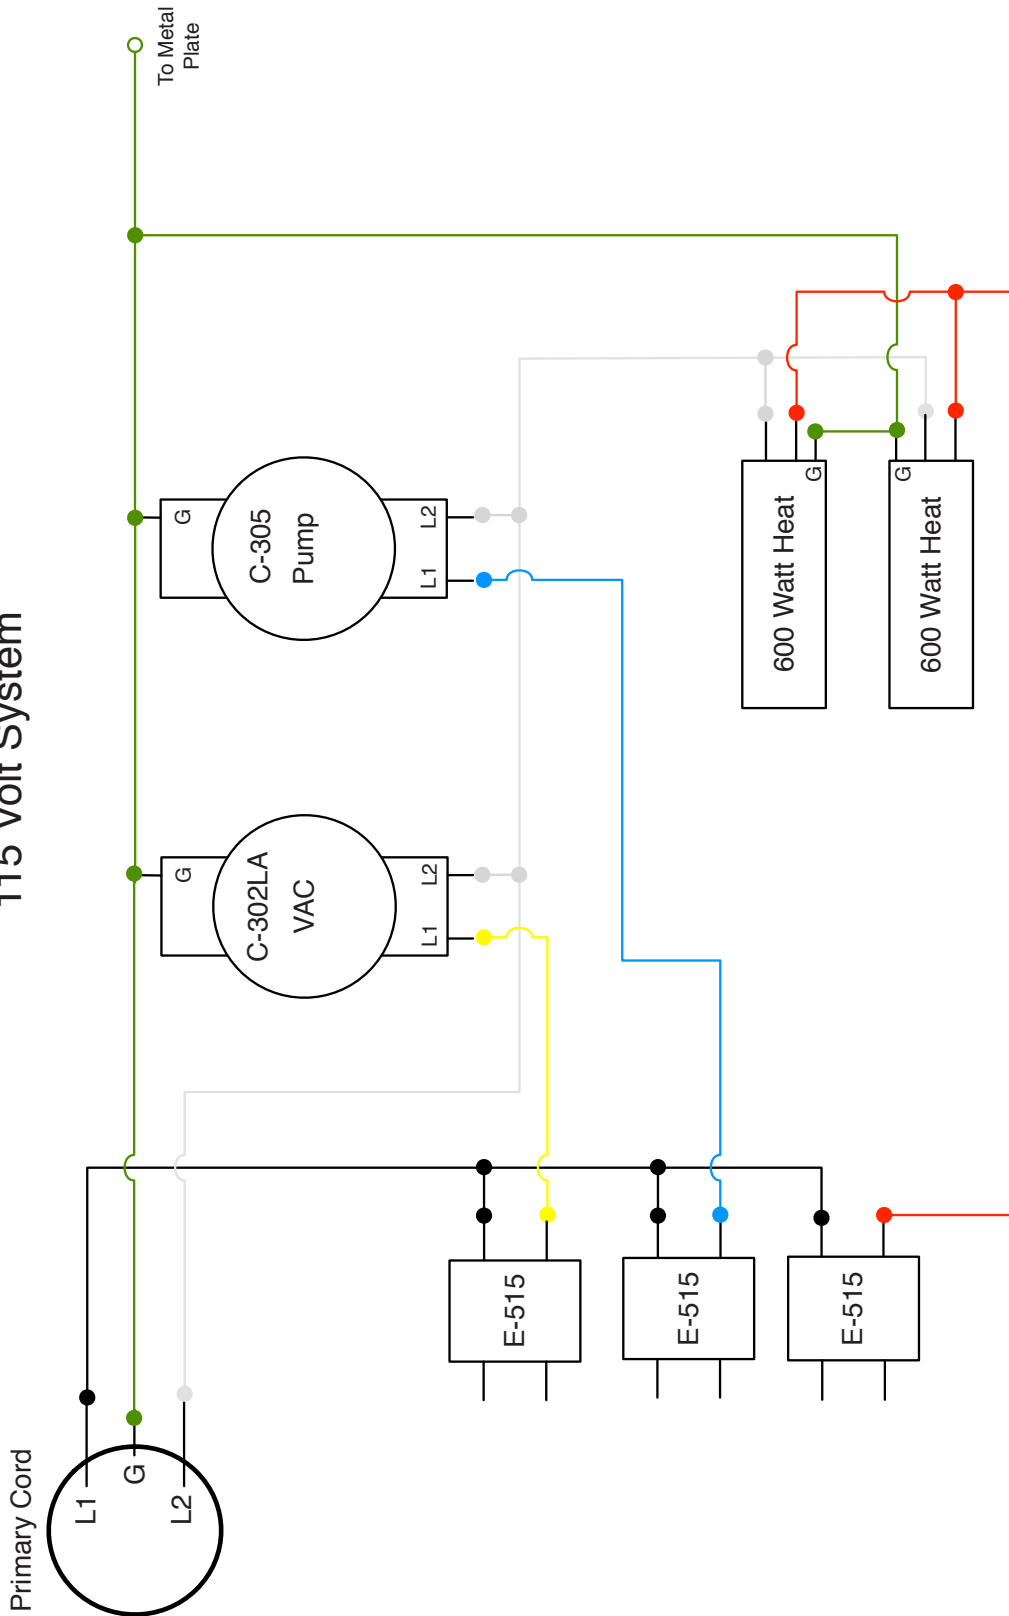 115 Volt System
To Metal
Plate
G
C-305
Pump
L2
L1
G
C-302LA
VAC
L2
L1
G
600 Watt Heat
G
600 Watt Heat
E-515
E-515
E-515
Primary Cord
L1
G
L2